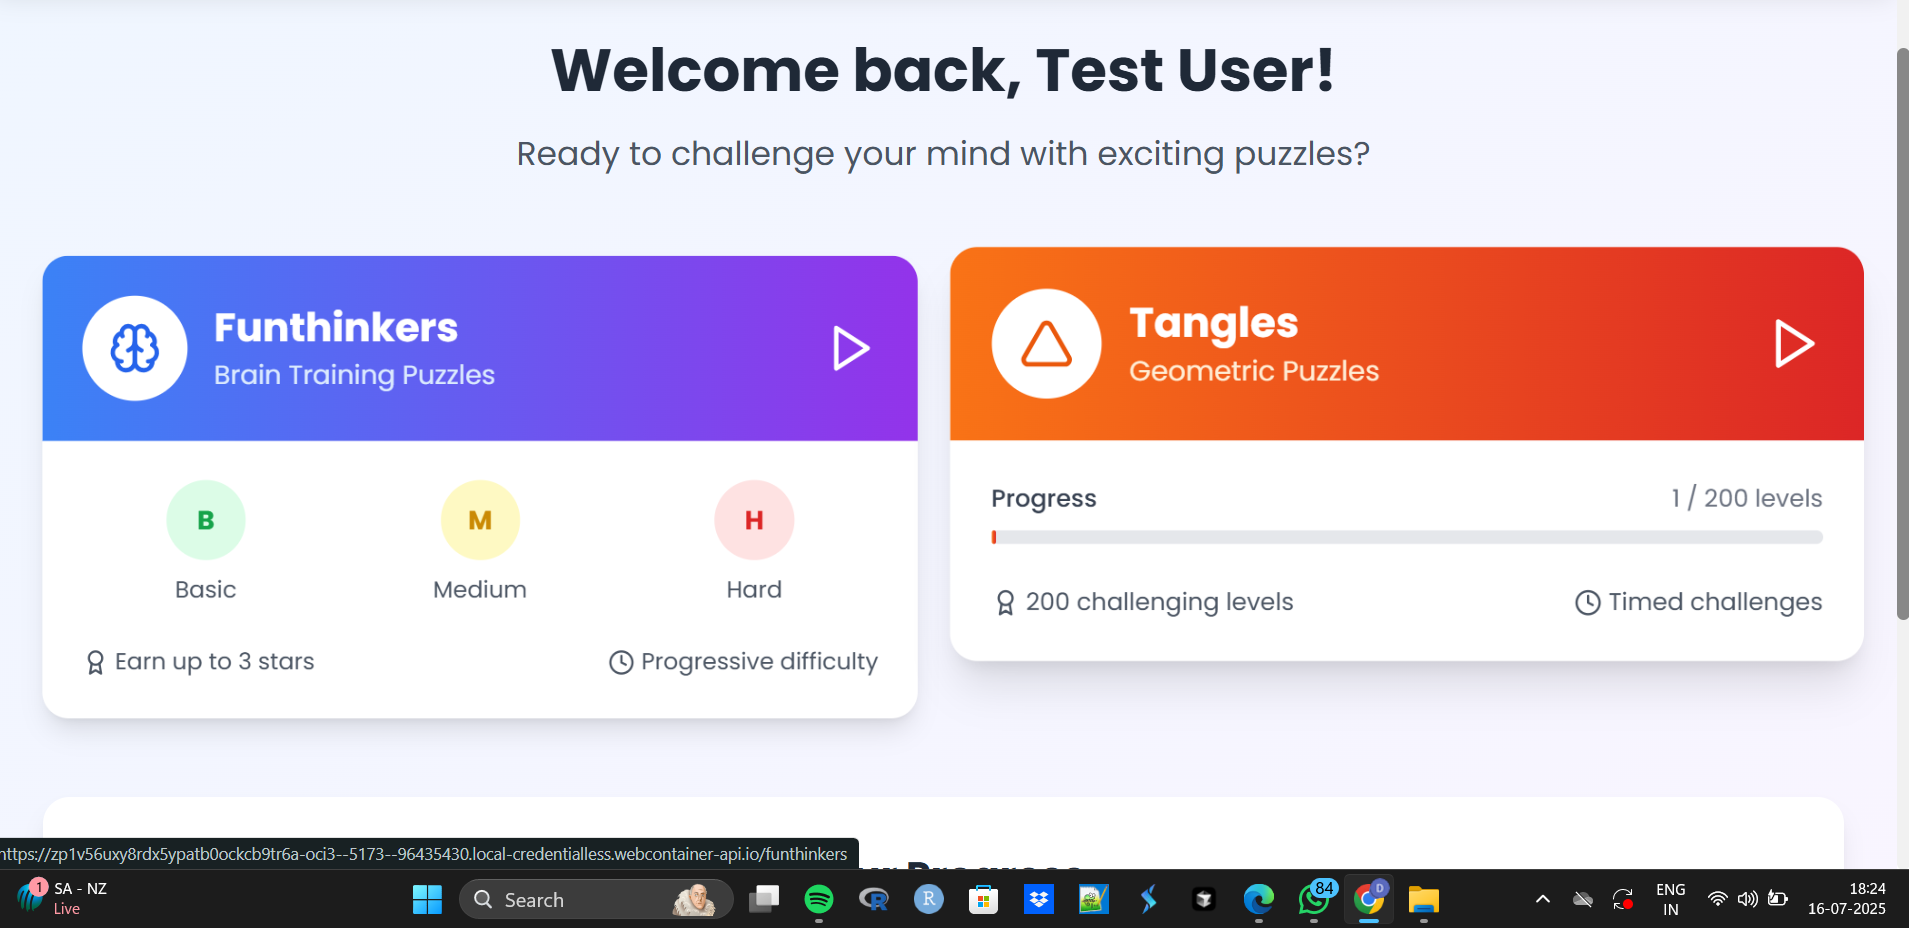 Welcome back, Test User!
Ready to challenge your mind with exciting puzzles?
Funthinkers
Brain Training Puzzles
B
M
H
Basic
Medium
Hard
Earn up to 3 stars
Progressive difficulty
Tangles
Geometric Puzzles
Progress
1 / 200 levels
200 challenging levels
Timed challenges
Progress
https://zp1v56uxy8rdx5ypatb0ockcb9tr6a-oci3--5173--96435430.local-credentialless.webcontainer-api.io/funthinkers
1
SA - NZ
Live
Search
R
R
84
D
ENG
IN
18:24
16-07-2025